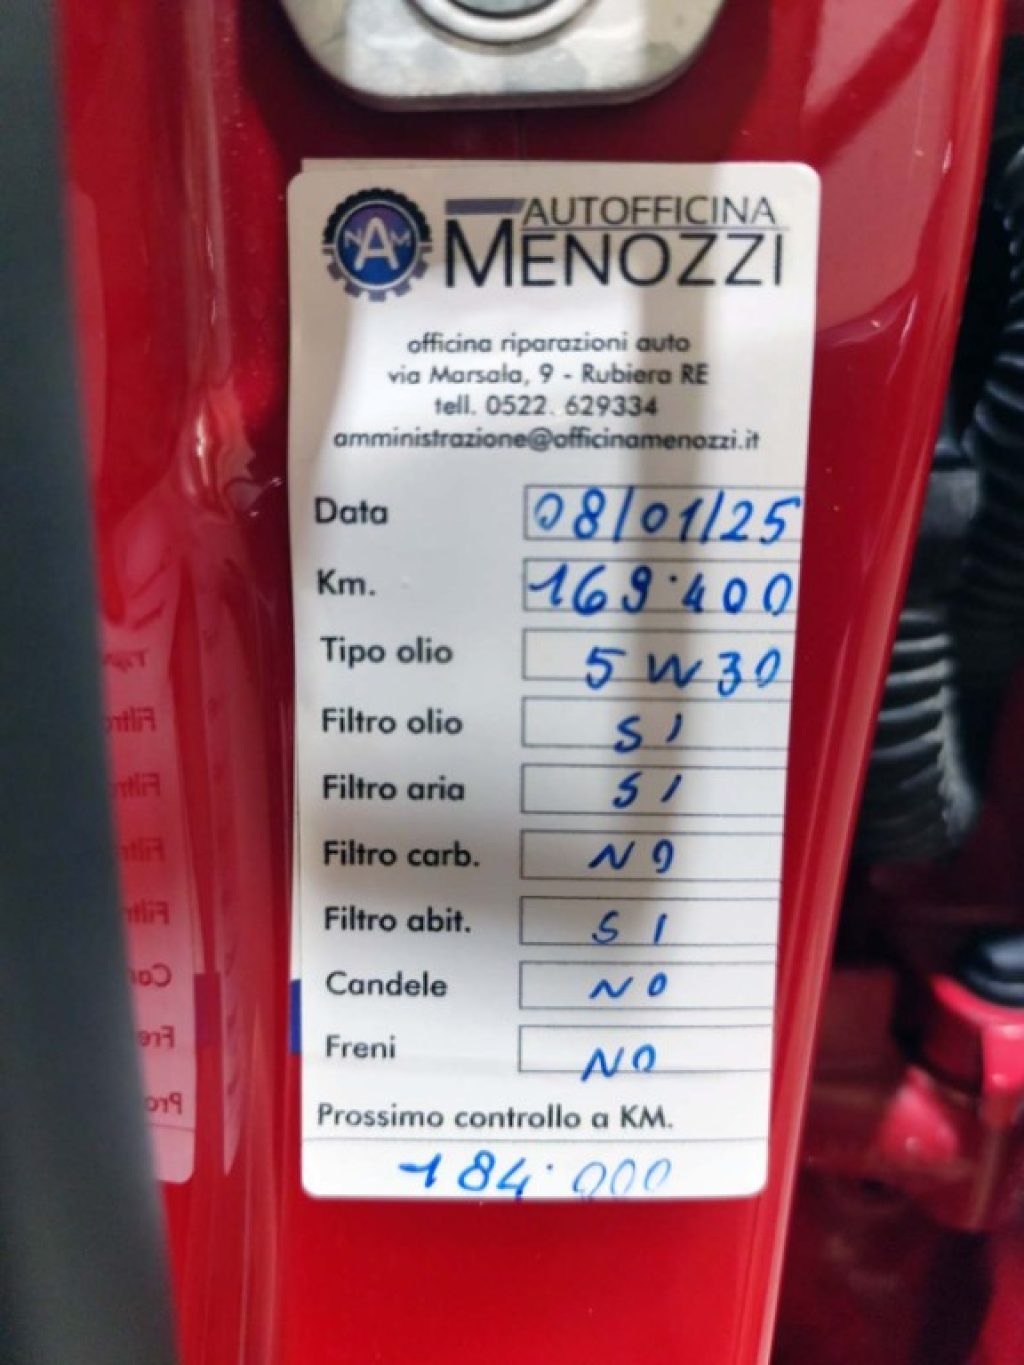 NAM
AUTOFFICINA
MENOZZI
officina riparazioni auto
via Marsala, 9 - Rubiera RE
tell. 0522. 629334
amministrazione@officinamenozzi.it
Data 08/01/25
Km. 169.400
Tipo olio 5W30
Filtro olio SI
Filtro aria SI
Filtro carb. NO
Filtro abit. SI
Candele NO
Freni NO
Prossimo controllo a KM.
184.000